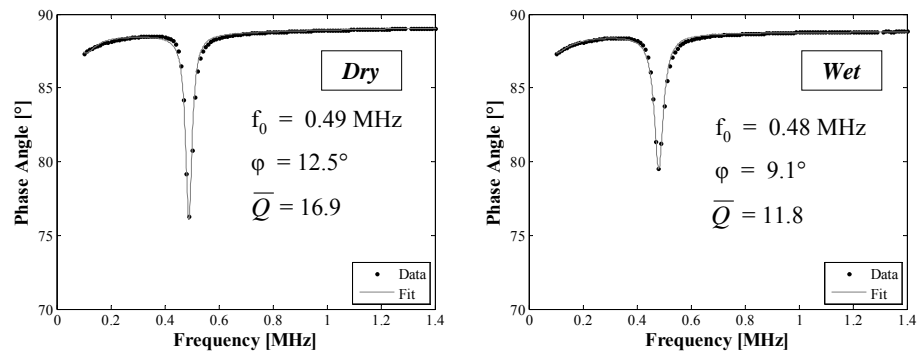 90
85
80
75
70
Phase Angle [°]
Dry
f₀ = 0.49 MHz
φ = 12.5°
Q̅ = 16.9
Data
Fit
0
0.2
0.4
0.6
0.8
1
1.2
1.4
Frequency [MHz]
90
85
80
75
70
Phase Angle [°]
Wet
f₀ = 0.48 MHz
φ = 9.1°
Q̅ = 11.8
Data
Fit
0
0.2
0.4
0.6
0.8
1
1.2
1.4
Frequency [MHz]